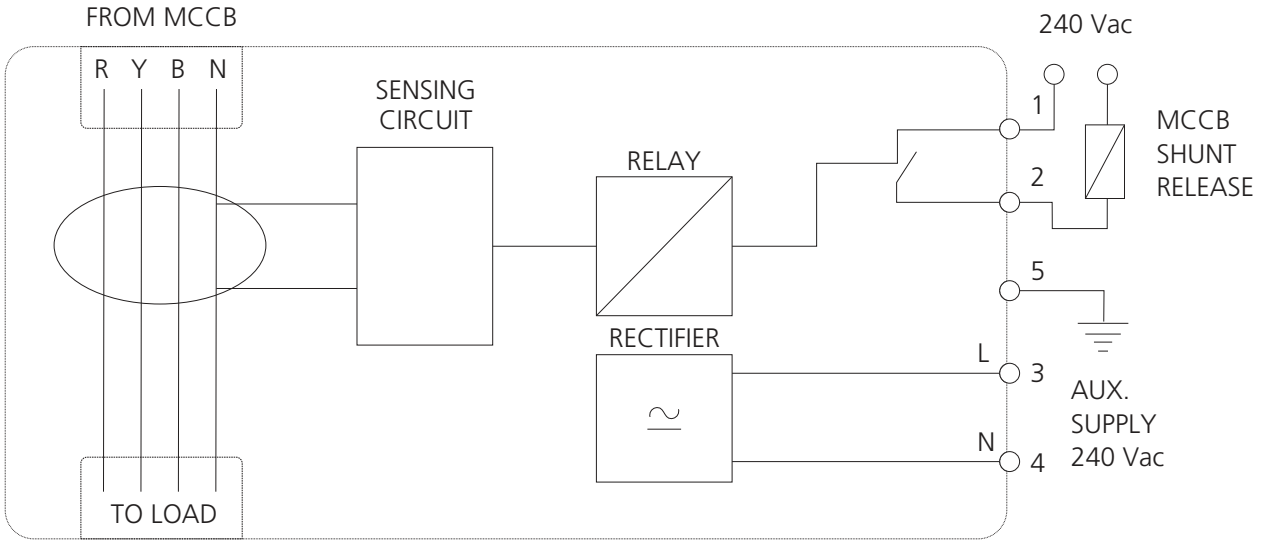 FROM MCCB
240 Vac
R Y B N
SENSING
CIRCUIT
1
MCCB
SHUNT
RELEASE
RELAY
2
5
RECTIFIER
L
3
AUX.
SUPPLY
240 Vac
N
4
TO LOAD